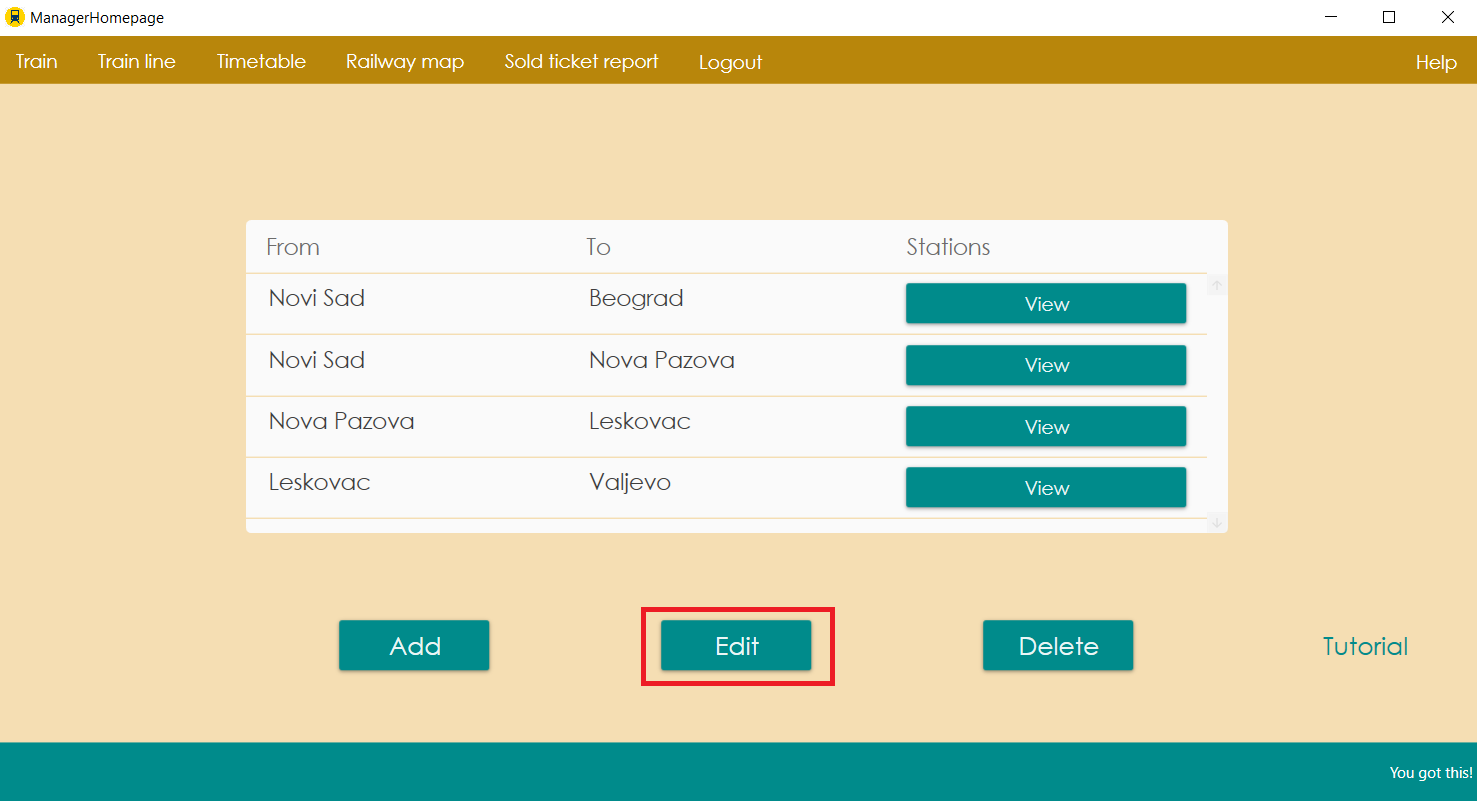 ManagerHomepage
Train Train line Timetable Railway map Sold ticket report Logout Help
From To Stations
Novi Sad Beograd View
Novi Sad Nova Pazova View
Nova Pazova Leskovac View
Leskovac Valjevo View
Add Edit Delete Tutorial
You got this!